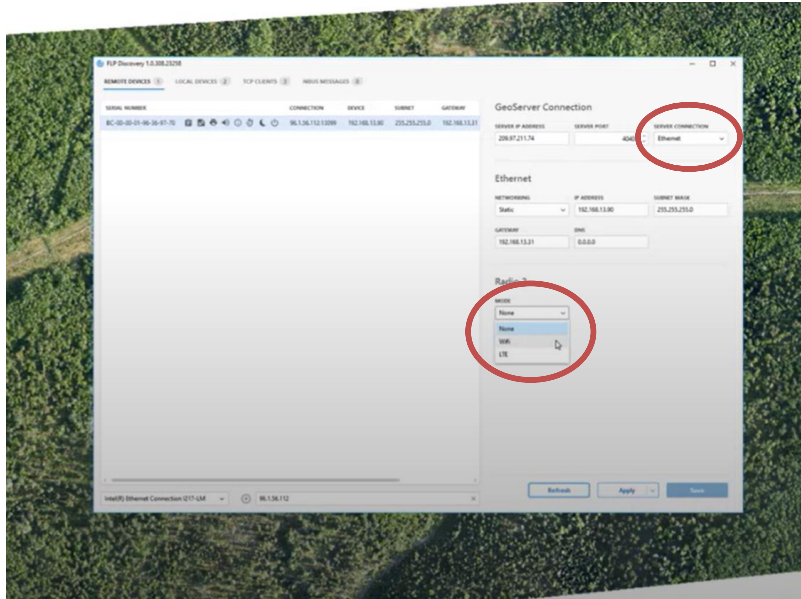 FLP Discovery 1.0.308.23258
REMOTE DEVICES 1 LOCAL DEVICES 2 TCP CLIENTS 3 NBUS MESSAGES 0
SERIAL NUMBER CONNECTION DEVICE SUBNET GATEWAY
BC-00-00-01-96-36-97-70 96.1.56.112:13099 192.168.13.90 255.255.255.0 192.168.13.31
GeoServer Connection
SERVER IP ADDRESS SERVER PORT SERVER CONNECTION
209.97.211.74 4040 Ethernet
Ethernet
NETWORKING IP ADDRESS SUBNET MASK
Static 192.168.13.90 255.255.255.0
GATEWAY DNS
192.168.13.31 0.0.0.0
Radio 2
MODE
None
None
Wifi
LTE
Refresh Apply Save
Intel(R) Ethernet Connection I217-LM 96.1.56.112